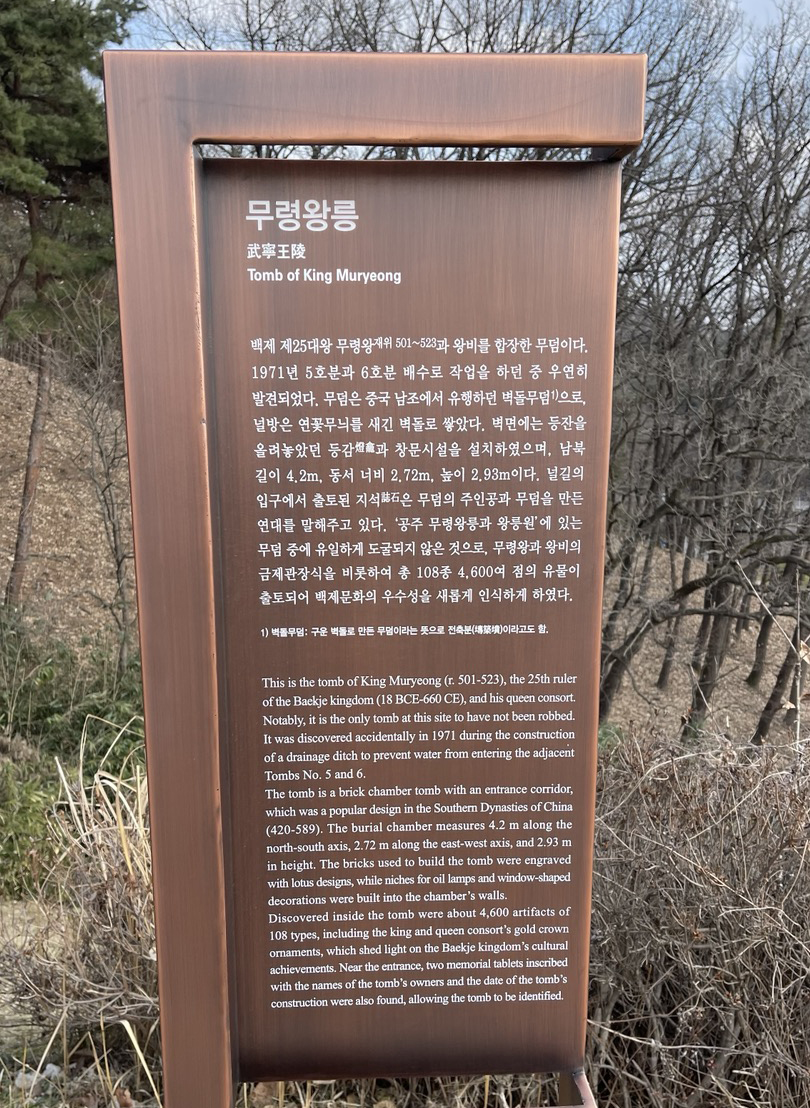 무령왕릉
武寧王陵
Tomb of King Muryeong
백제 제25대왕 무령왕재위 501~523과 왕비를 합장한 무덤이다.
1971년 5호분과 6호분 배수로 작업을 하던 중 우연히
발견되었다. 무덤은 중국 남조에서 유행하던 벽돌무덤1)으로,
널방은 연꽃무늬를 새긴 벽돌로 쌓았다. 벽면에는 등잔을
올려놓았던 등감燈龕과 창문시설을 설치하였으며, 남북
길이 4.2m, 동서 너비 2.72m, 높이 2.93m이다. 널길의
입구에서 출토된 지석誌石은 무덤의 주인공과 무덤을 만든
연대를 말해주고 있다. ‘공주 무령왕릉과 왕릉원’에 있는
무덤 중에 유일하게 도굴되지 않은 것으로, 무령왕과 왕비의
금제관장식을 비롯하여 총 108종 4,600여 점의 유물이
출토되어 백제문화의 우수성을 새롭게 인식하게 하였다.
1) 벽돌무덤: 구운 벽돌로 만든 무덤이라는 뜻으로 전축분(塼築墳)이라고도 함.
This is the tomb of King Muryeong (r. 501-523), the 25th ruler
of the Baekje kingdom (18 BCE-660 CE), and his queen consort.
Notably, it is the only tomb at this site to have not been robbed.
It was discovered accidentally in 1971 during the construction
of a drainage ditch to prevent water from entering the adjacent
Tombs No. 5 and 6.
The tomb is a brick chamber tomb with an entrance corridor,
which was a popular design in the Southern Dynasties of China
(420-589). The burial chamber measures 4.2 m along the
north-south axis, 2.72 m along the east-west axis, and 2.93 m
in height. The bricks used to build the tomb were engraved
with lotus designs, while niches for oil lamps and window-shaped
decorations were built into the chamber’s walls.
Discovered inside the tomb were about 4,600 artifacts of
108 types, including the king and queen consort’s gold crown
ornaments, which shed light on the Baekje kingdom’s cultural
achievements. Near the entrance, two memorial tablets inscribed
with the names of the tomb’s owners and the date of the tomb’s
construction were also found, allowing the tomb to be identified.